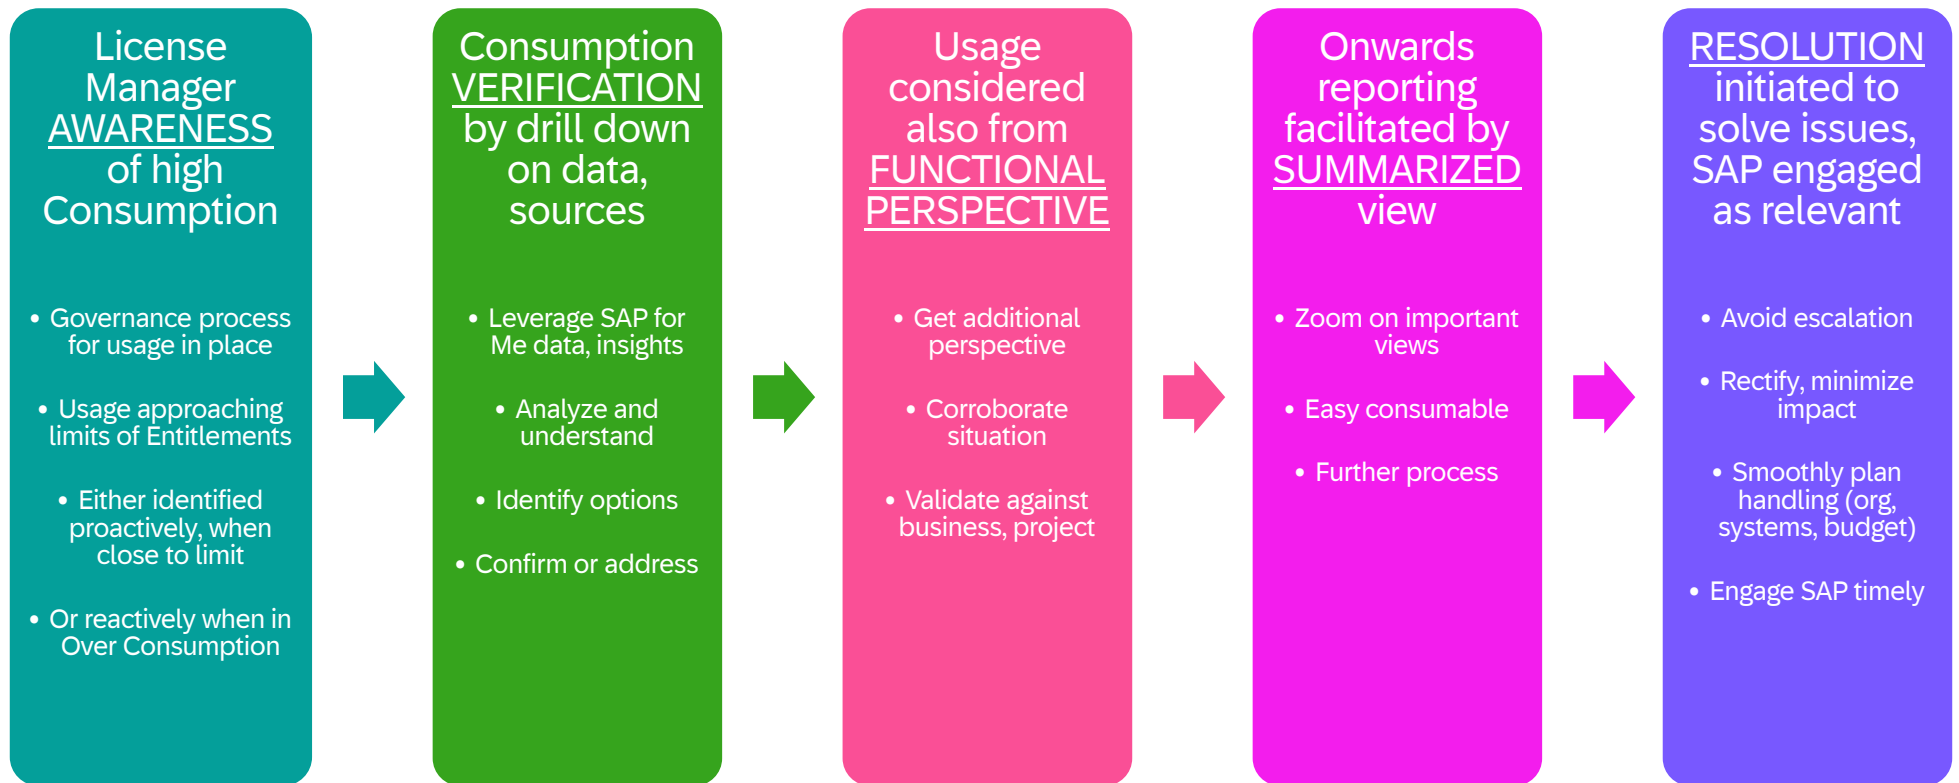 License
Manager
AWARENESS
of high
Consumption
• Governance process
for usage in place
• Usage approaching
limits of Entitlements
• Either identified
proactively, when
close to limit
• Or reactively when in
Over Consumption
Consumption
VERIFICATION
by drill down
on data,
sources
• Leverage SAP for
Me data, insights
• Analyze and
understand
• Identify options
• Confirm or address
Usage
considered
also from
FUNCTIONAL
PERSPECTIVE
• Get additional
perspective
• Corroborate
situation
• Validate against
business, project
Onwards
reporting
facilitated by
SUMMARIZED
view
• Zoom on important
views
• Easy consumable
• Further process
RESOLUTION
initiated to
solve issues,
SAP engaged
as relevant
• Avoid escalation
• Rectify, minimize
impact
• Smoothly plan
handling (org,
systems, budget)
• Engage SAP timely